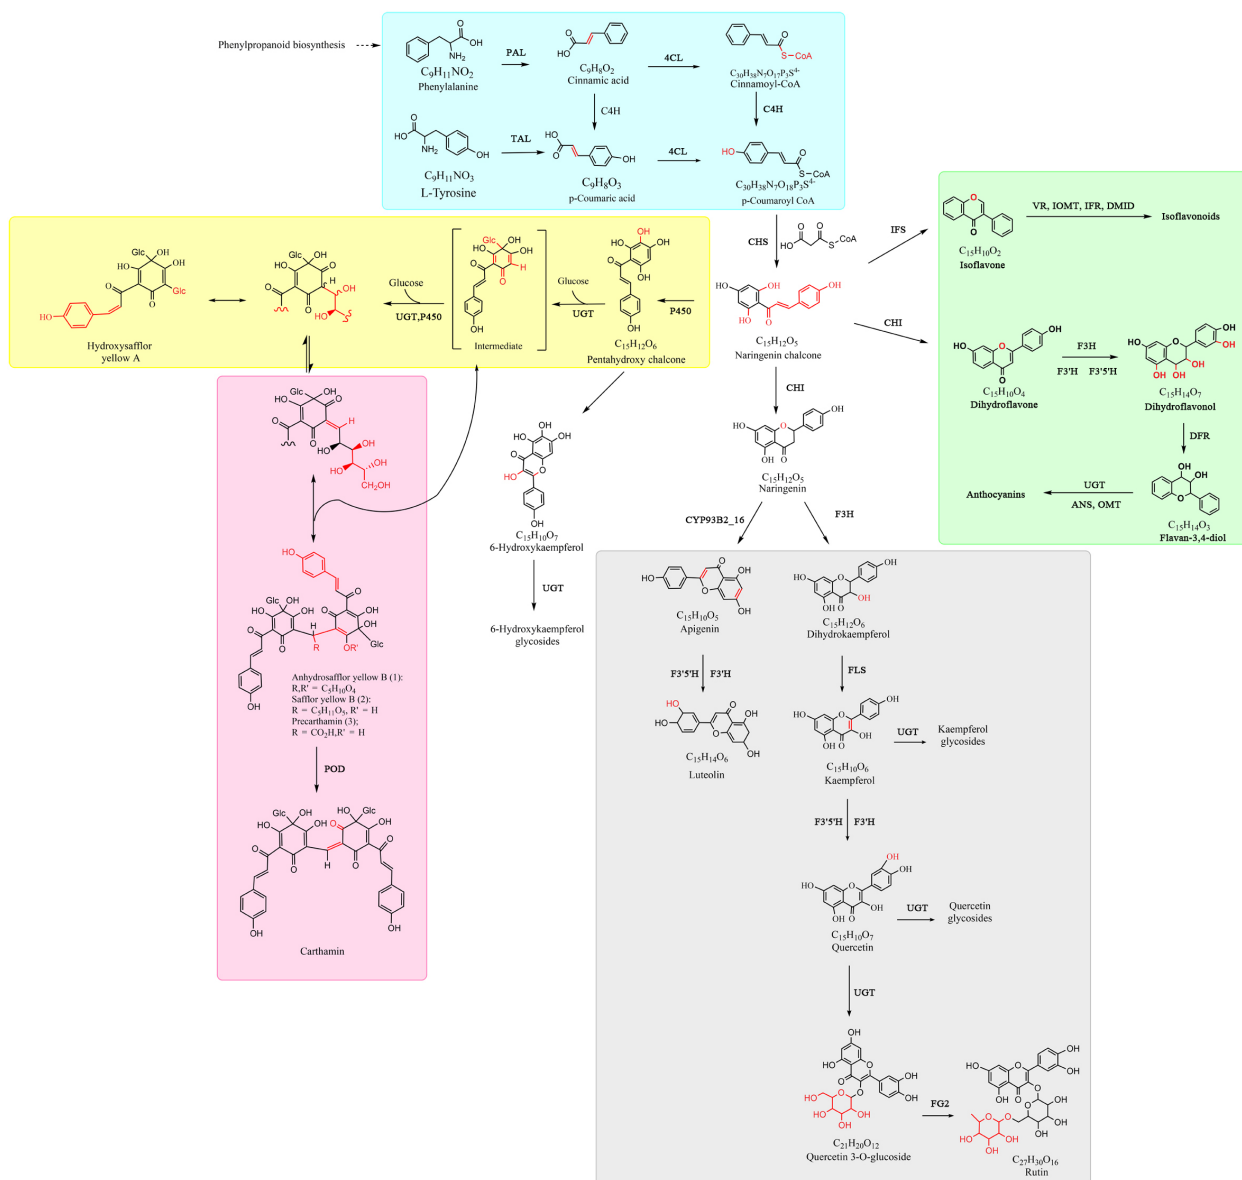 Phenylpropanoid biosynthesis
C₉H₁₁NO₂
Phenylalanine
PAL
C₉H₈O₂
Cinnamic acid
4CL
C₃₀H₃₈N₇O₁₇P₃S⁴⁻
Cinnamoyl-CoA
S-CoA
C4H
C4H
C₉H₁₁NO₃
L-Tyrosine
TAL
C₉H₈O₃
p-Coumaric acid
4CL
S-CoA
C₃₀H₃₈N₇O₁₈P₃S⁴⁻
p-Coumaroyl CoA
CHS
S-CoA
IFS
C₁₅H₁₀O₂
Isoflavone
VR, IOMT, IFR, DMID
Isoflavonoids
Hydroxysafflor
yellow A
Glucose
UGT,P450
Intermediate
Glucose
UGT
C₁₅H₁₂O₆
Pentahydroxy chalcone
P450
C₁₅H₁₂O₅
Naringenin chalcone
CHI
C₁₅H₁₀O₄
Dihydroflavone
F3H
F3'H F3'5'H
C₁₅H₁₄O₇
Dihydroflavonol
DFR
C₁₅H₁₄O₃
Flavan-3,4-diol
UGT
ANS, OMT
Anthocyanins
CHI
C₁₅H₁₂O₅
Naringenin
C₁₅H₁₀O₇
6-Hydroxykaempferol
UGT
6-Hydroxykaempferol
glycosides
CYP93B2_16
F3H
C₁₅H₁₀O₅
Apigenin
C₁₅H₁₂O₆
Dihydrokaempferol
F3'5'H F3'H
FLS
C₁₅H₁₄O₆
Luteolin
C₁₅H₁₀O₆
Kaempferol
UGT
Kaempferol
glycosides
Anhydrosafflor yellow B (1):
R,R' = C₅H₁₀O₄
Safflor yellow B (2):
R = C₅H₁₁O₅, R' = H
Precarthamin (3);
R = CO₂H,R' = H
POD
Carthamin
F3'5'H F3'H
C₁₅H₁₀O₇
Quercetin
UGT
Quercetin
glycosides
UGT
C₂₁H₂₀O₁₂
Quercetin 3-O-glucoside
FG2
C₂₇H₃₀O₁₆
Rutin